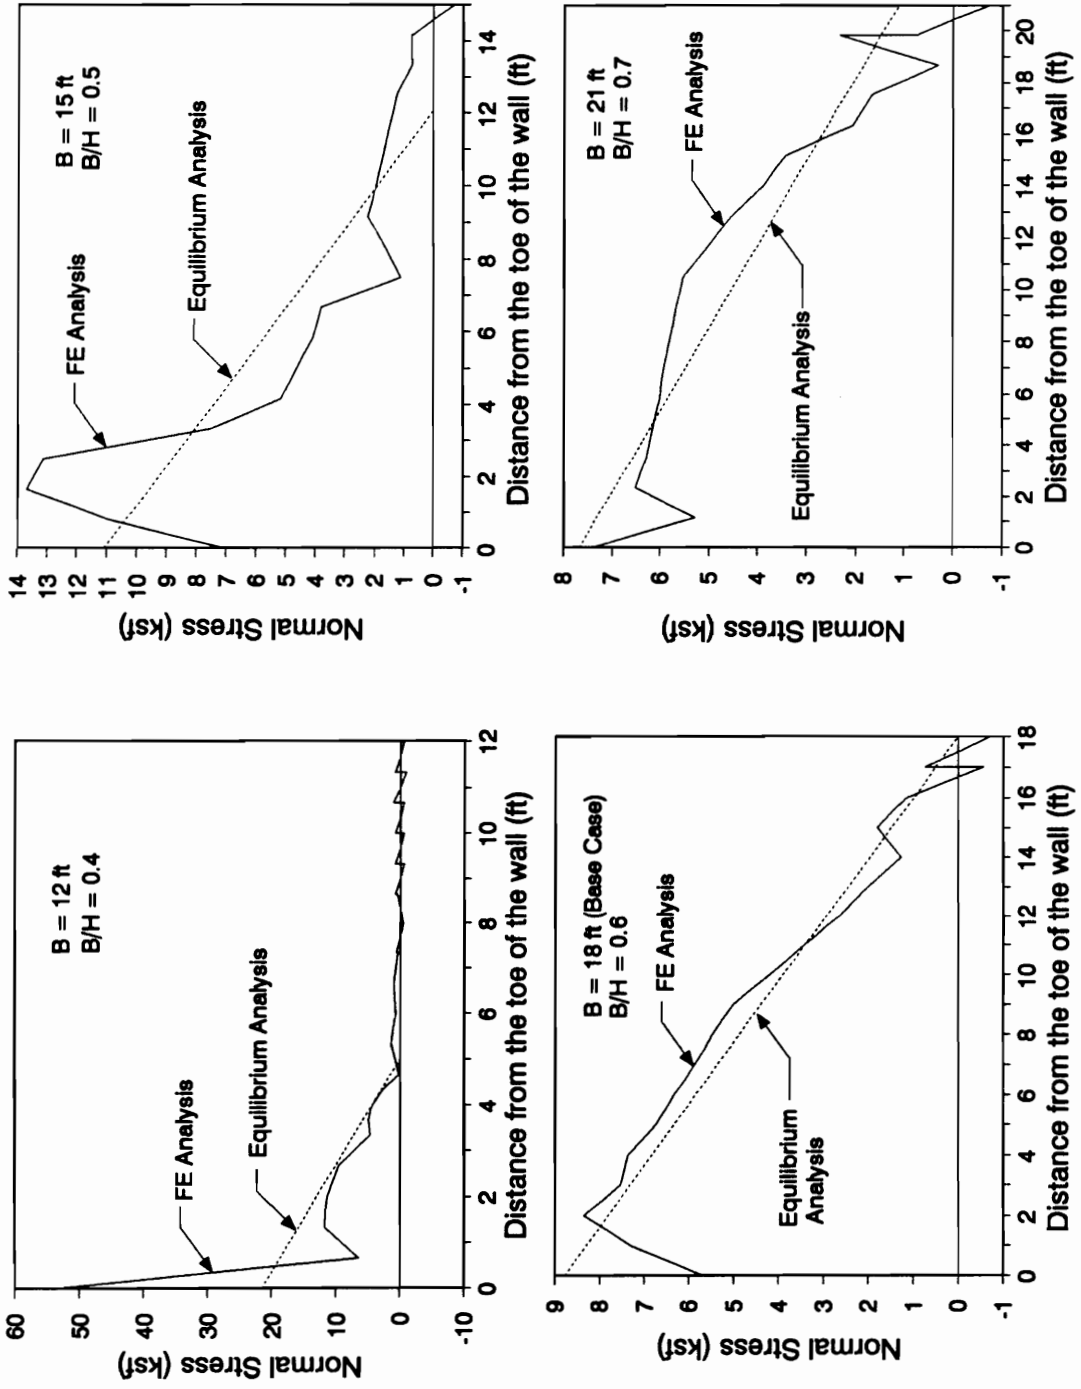 60
50
40
30
20
10
0
-10
Normal Stress (ksf)
B = 12 ft
B/H = 0.4
FE Analysis
Equilibrium Analysis
0 2 4 6 8 10 12
Distance from the toe of the wall (ft)
14
13
12
11
10
9
8
7
6
5
4
3
2
1
0
-1
Normal Stress (ksf)
B = 15 ft
B/H = 0.5
FE Analysis
Equilibrium Analysis
0 2 4 6 8 10 12 14
Distance from the toe of the wall (ft)
9
8
7
6
5
4
3
2
1
0
-1
Normal Stress (ksf)
B = 18 ft (Base Case)
B/H = 0.6
FE Analysis
Equilibrium
Analysis
0 2 4 6 8 10 12 14 16 18
Distance from the toe of the wall (ft)
8
7
6
5
4
3
2
1
0
-1
Normal Stress (ksf)
B = 21 ft
B/H = 0.7
FE Analysis
Equilibrium Analysis
0 2 4 6 8 10 12 14 16 18 20
Distance from the toe of the wall (ft)